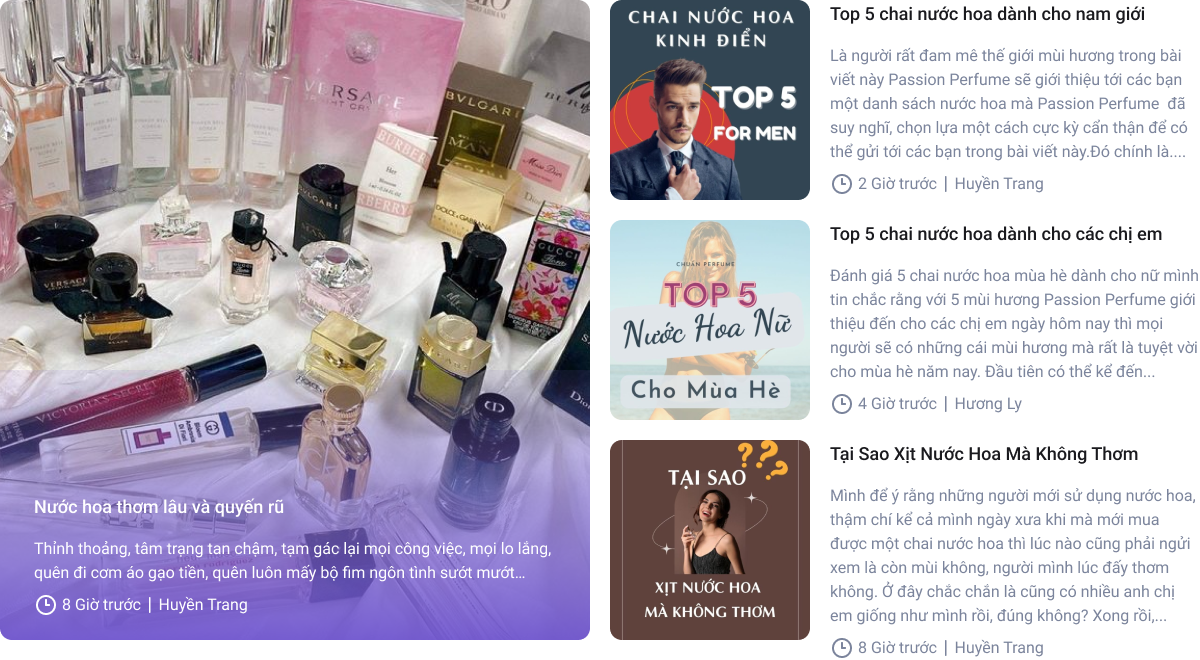 VERSACE
BVLGARI
MAN
BURBERRY
Her
BURBERRY
Miss Dior
BVLGARI
MAN
DOLCE & GABBANA
GUCCI
Flora
VERSACE
VICTORIA'S SECRET
Dior
Nước hoa thơm lâu và quyến rũ
Thỉnh thoảng, tâm trạng tan chậm, tạm gác lại mọi công việc, mọi lo lắng,
quên đi cơm áo gạo tiền, quên luôn mấy bộ fim ngôn tình sướt mướt...
8 Giờ trước | Huyền Trang
CHAI NƯỚC HOA
KINH ĐIỂN
TOP 5
FOR MEN
Top 5 chai nước hoa dành cho nam giới
Là người rất đam mê thế giới mùi hương trong bài
viết này Passion Perfume sẽ giới thiệu tới các bạn
một danh sách nước hoa mà Passion Perfume  đã
suy nghĩ, chọn lựa một cách cực kỳ cẩn thận để có
thể gửi tới các bạn trong bài viết này.Đó chính là....
2 Giờ trước | Huyền Trang
CHUẨN PERFUME
TOP 5
Nước Hoa Nữ
Cho Mùa Hè
Top 5 chai nước hoa dành cho các chị em
Đánh giá 5 chai nước hoa mùa hè dành cho nữ mình
tin chắc rằng với 5 mùi hương Passion Perfume giới
thiệu đến cho các chị em ngày hôm nay thì mọi
người sẽ có những cái mùi hương mà rất là tuyệt vời
cho mùa hè năm nay. Đầu tiên có thể kể đến...
4 Giờ trước | Hương Ly
???
TẠI SAO
XỊT NƯỚC HOA
MÀ KHÔNG THƠM
Tại Sao Xịt Nước Hoa Mà Không Thơm
Mình để ý rằng những người mới sử dụng nước hoa,
thậm chí kể cả mình ngày xưa khi mà mới mua
được một chai nước hoa thì lúc nào cũng phải ngửi
xem là còn mùi không, người mình lúc đấy thơm
không. Ở đây chắc chắn là cũng có nhiều anh chị
em giống như mình rồi, đúng không? Xong rồi,...
8 Giờ trước | Huyền Trang